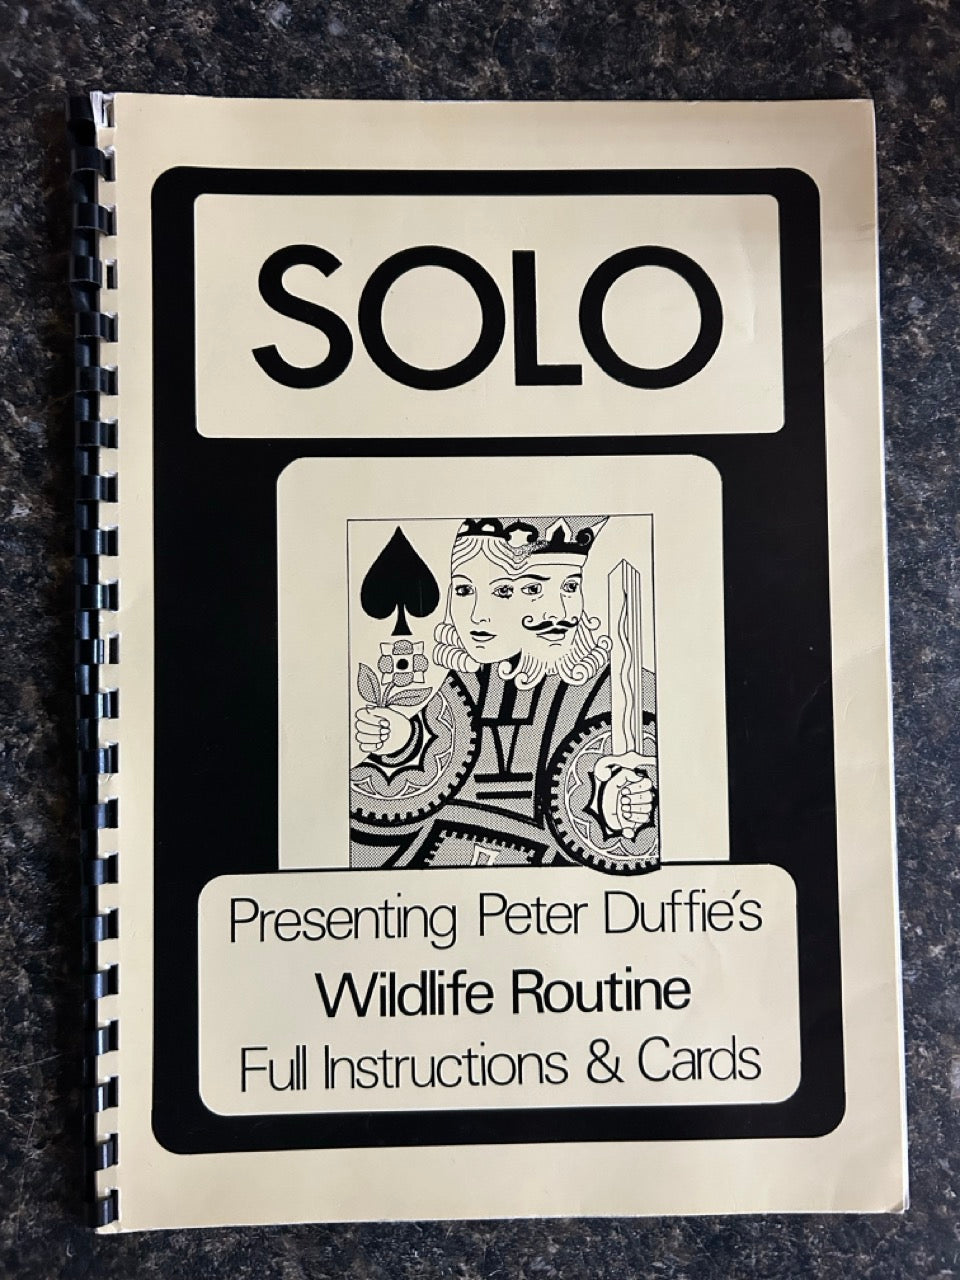 SOLO
Presenting Peter Duffie's
Wildlife Routine
Full Instructions & Cards